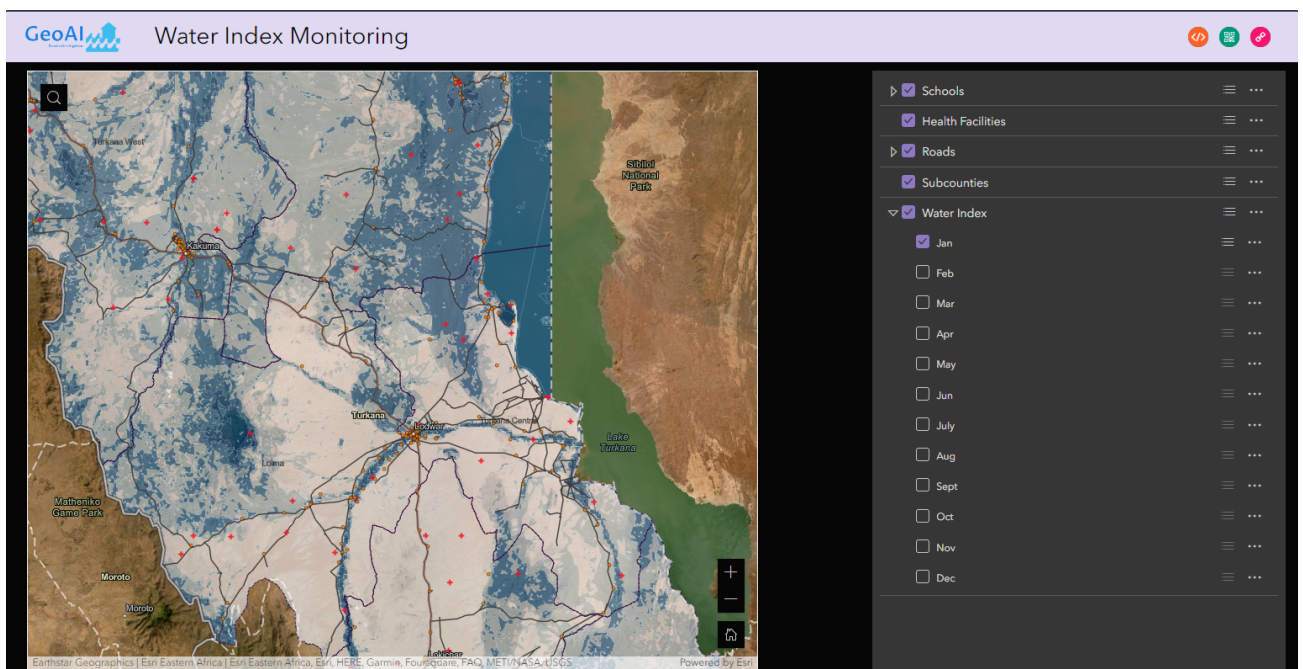 GeoAI
Water Index Monitoring
Turkana West
Sibiloi
National
Park
Kakuma
Turkana
Lodwar
Turkana Central
Lake
Turkana
Loima
Matheniko
Game Park
Moroto
Moroto
Lokichar
Earthstar Geographics | Esri Eastern Africa | Esri Eastern Africa, Esri, HERE, Garmin, Foursquare, FAO, METI/NASA, USGS
Powered by Esri
Schools
Health Facilities
Roads
Subcounties
Water Index
Jan
Feb
Mar
Apr
May
Jun
July
Aug
Sept
Oct
Nov
Dec